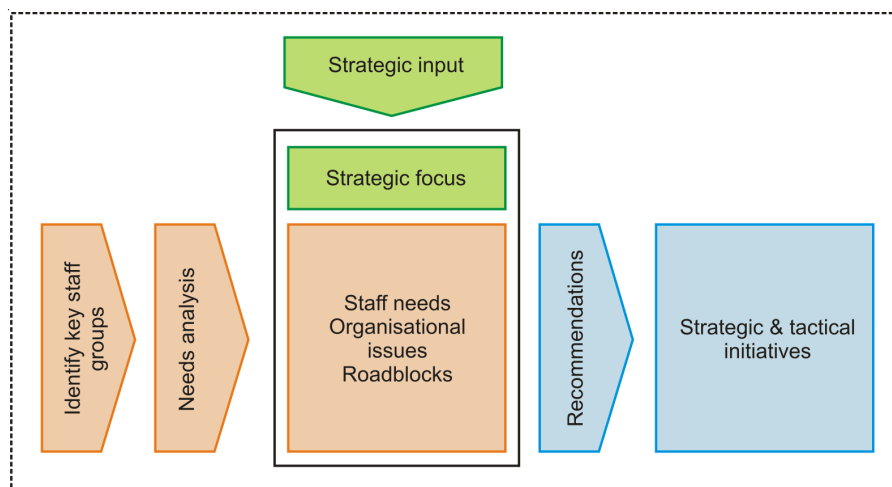 Strategic input
Strategic focus
Identify key staff
groups
Needs analysis
Staff needs
Organisational
issues
Roadblocks
Recommendations
Strategic & tactical
initiatives